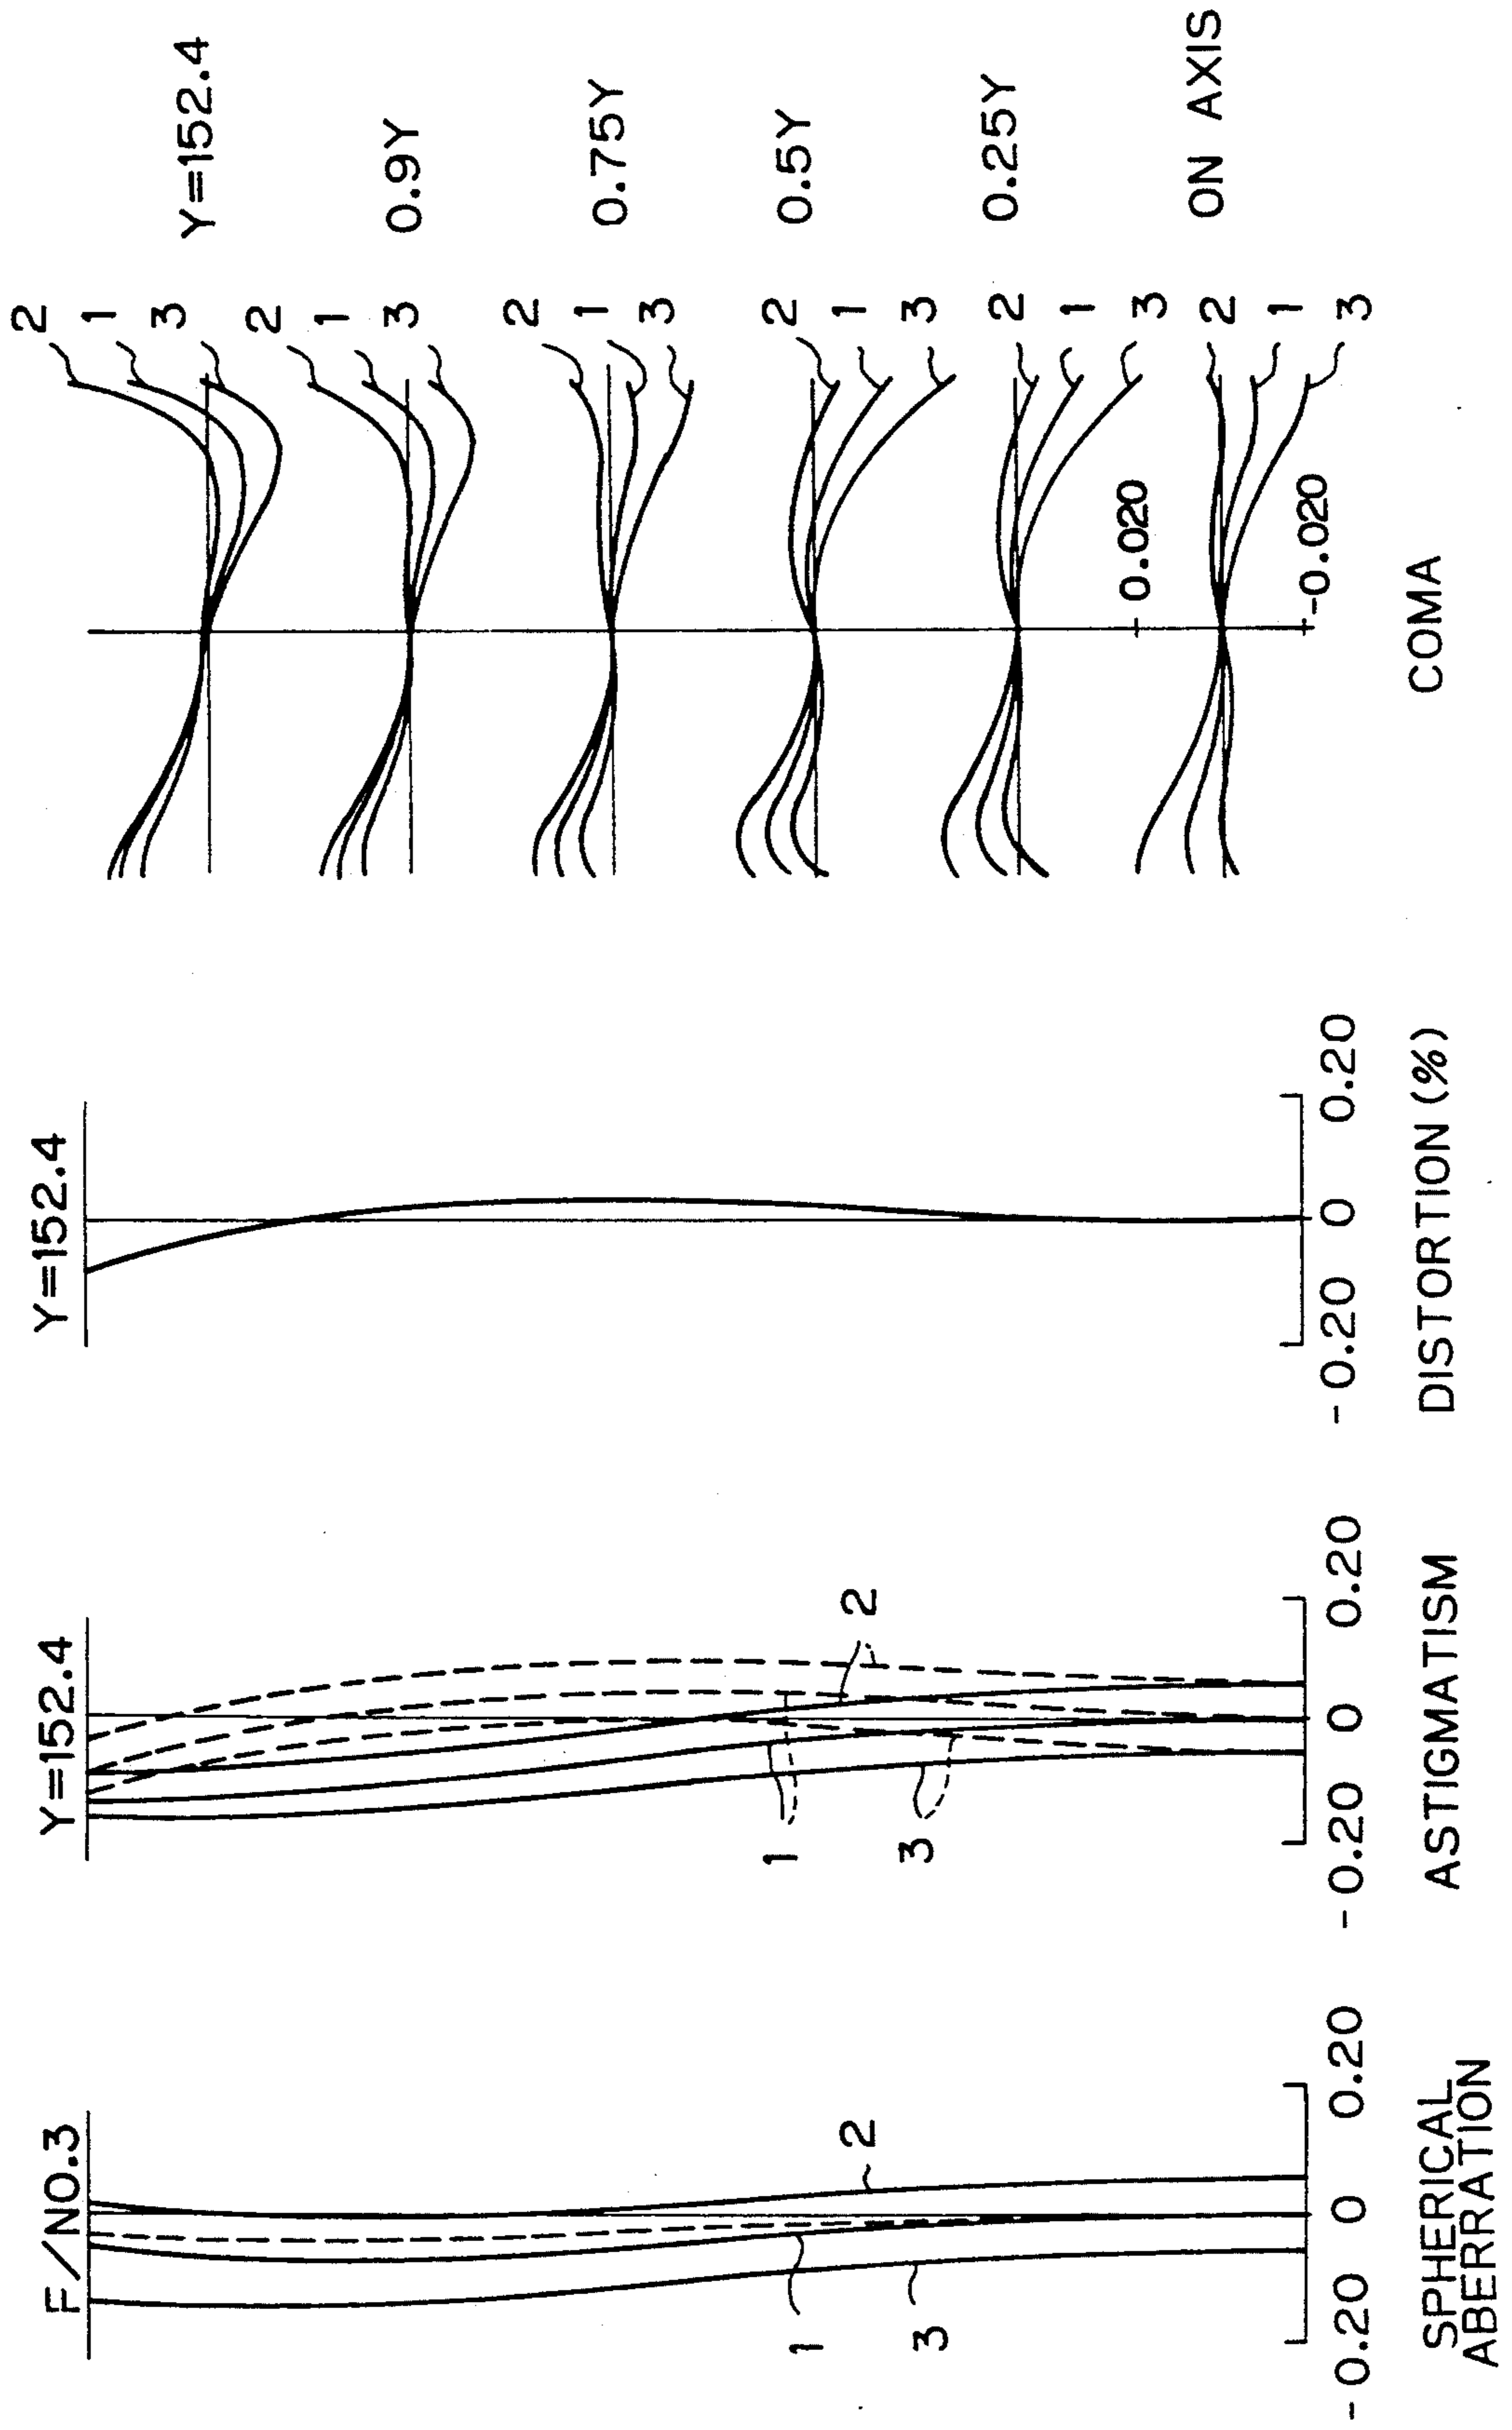 F/NO.3
2
1
3
-0.20 0 0.20
SPHERICAL
ABERRATION
Y=152.4
2
1
3
-0.20 0 0.20
ASTIGMATISM
Y=152.4
-0.20 0 0.20
DISTORTION (%)
2
1
3
Y=152.4
2
1
3
0.9Y
2
1
3
0.75Y
2
1
3
0.5Y
2
1
3
0.25Y
0.020
2
1
3
ON AXIS
-0.020
COMA